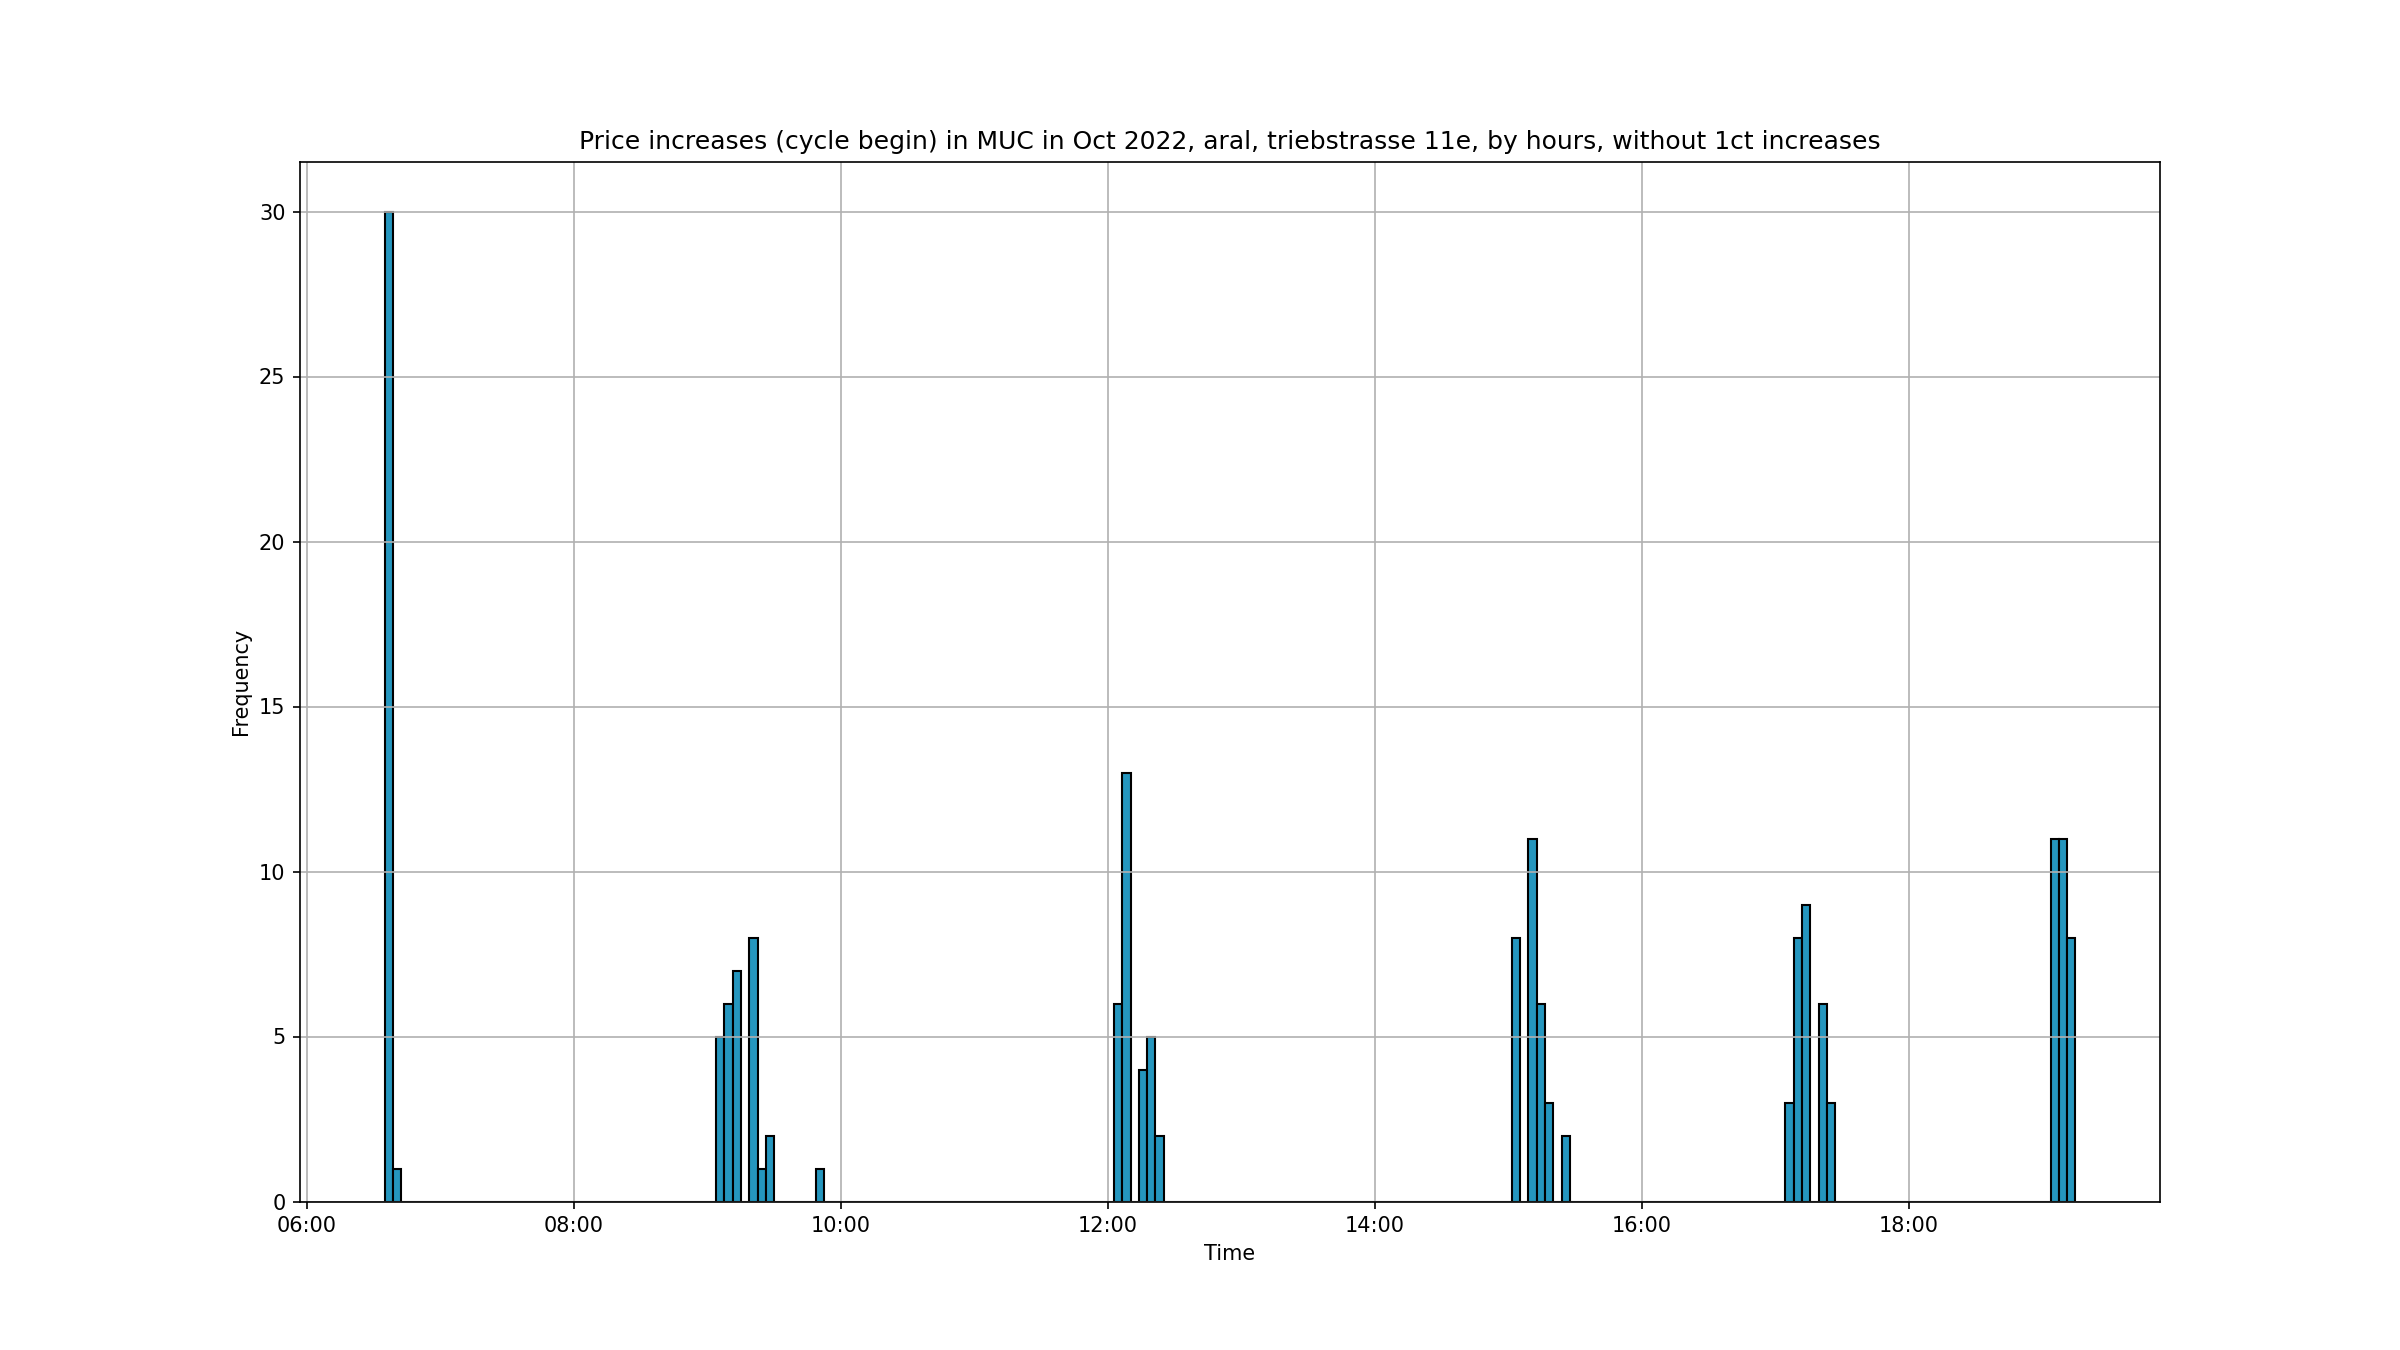 Price increases (cycle begin) in MUC in Oct 2022, aral, triebstrasse 11e, by hours, without 1ct increases
30
25
20
15
10
5
0
Frequency
06:00 08:00 10:00 12:00 14:00 16:00 18:00
Time